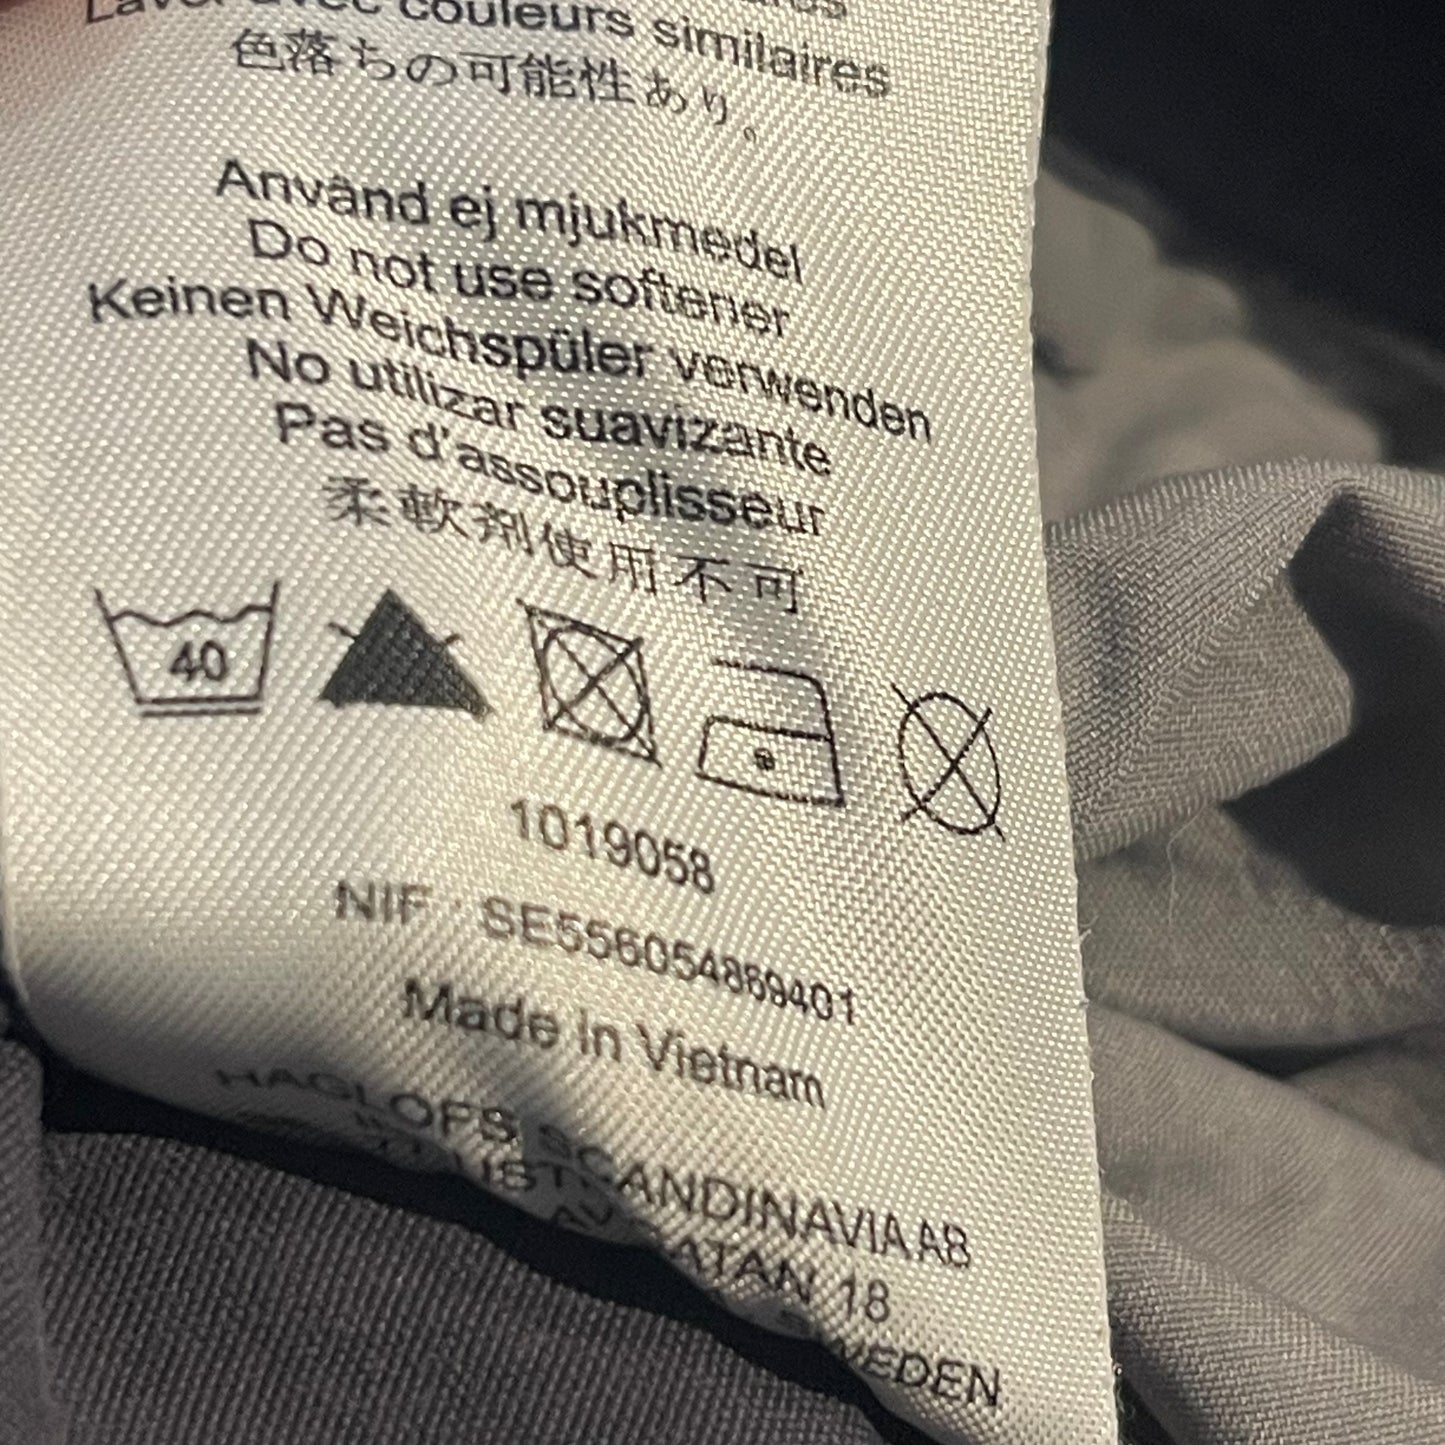 Laver avec couleurs similaires
色落ちの可能性あり。
Använd ej mjukmedel
Do not use softener
Keinen Weichspüler verwenden
No utilizar suavizante
Pas d'assouplisseur
柔軟剤使用不可
40
1019058
NIF : SE556054869401
Made in Vietnam
HAGLOFS SCANDINAVIA AB
18
SWEDEN